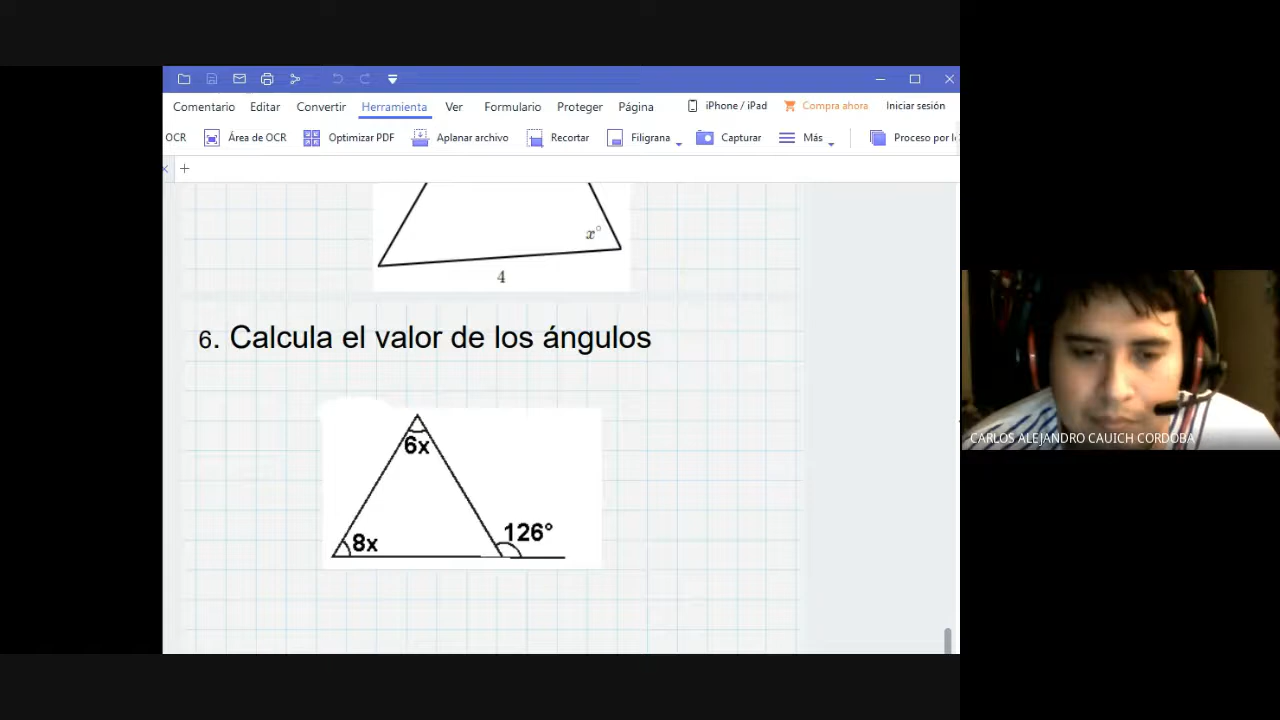 Comentario Editar Convertir Herramienta Ver Formulario Proteger Página iPhone / iPad Compra ahora Iniciar sesión
OCR Área de OCR Optimizar PDF Aplanar archivo Recortar Filigrana Capturar Más Proceso por l
x°
4
6. Calcula el valor de los ángulos
6x
126°
8x
CARLOS ALEJANDRO CAUICH CORDOBA